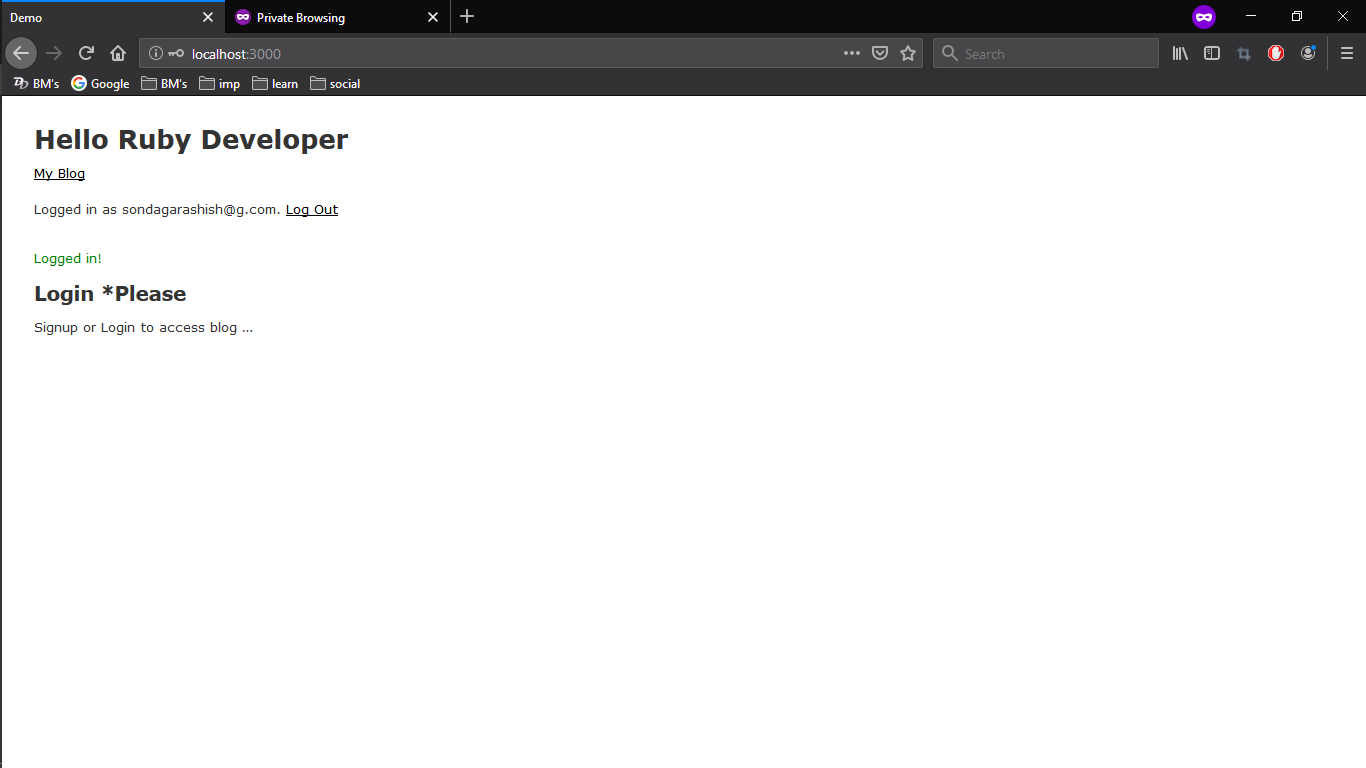 Demo
Private Browsing
localhost:3000
Search
BM's Google BM's imp learn social
Hello Ruby Developer
My Blog
Logged in as sondagarashish@g.com. Log Out
Logged in!
Login *Please
Signup or Login to access blog ...